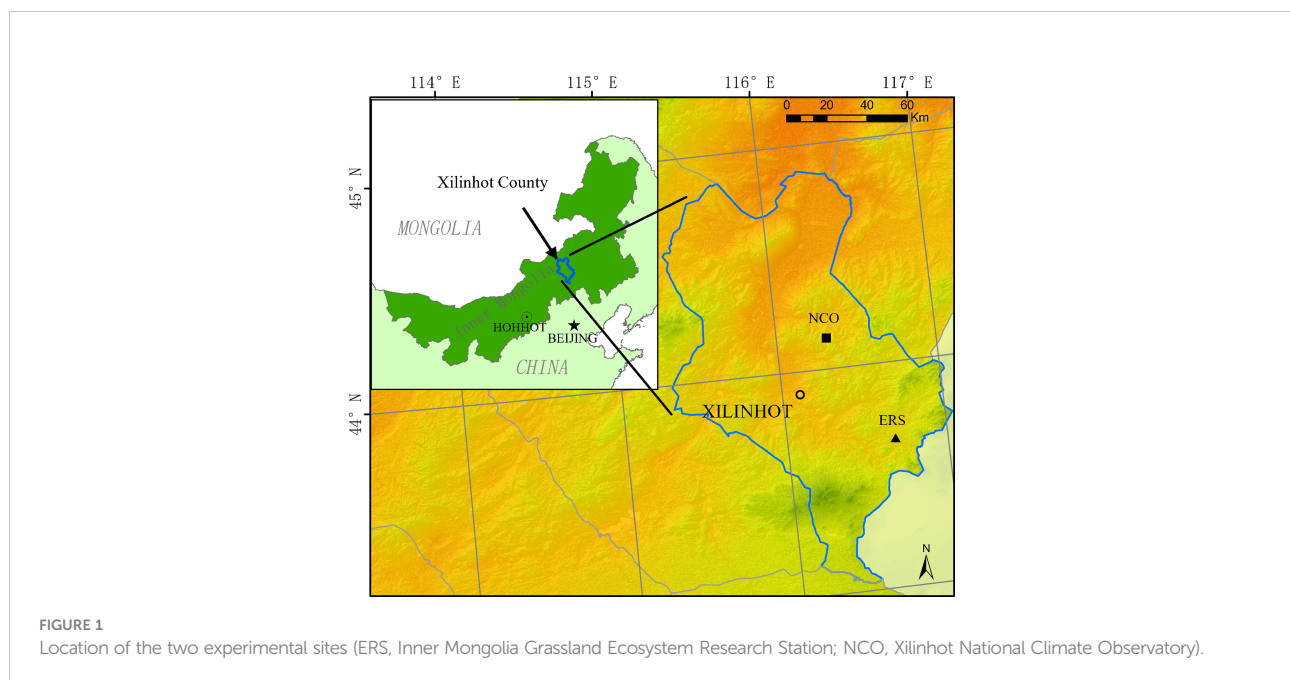 114° E
115° E
116° E
117° E
0
20
40
60
Km
45° N
44° N
Xilinhot County
MONGOLIA
Inner Mongolia
HOHHOT
BEIJING
CHINA
NCO
XILINHOT
ERS
N
FIGURE 1
Location of the two experimental sites (ERS, Inner Mongolia Grassland Ecosystem Research Station; NCO, Xilinhot National Climate Observatory).